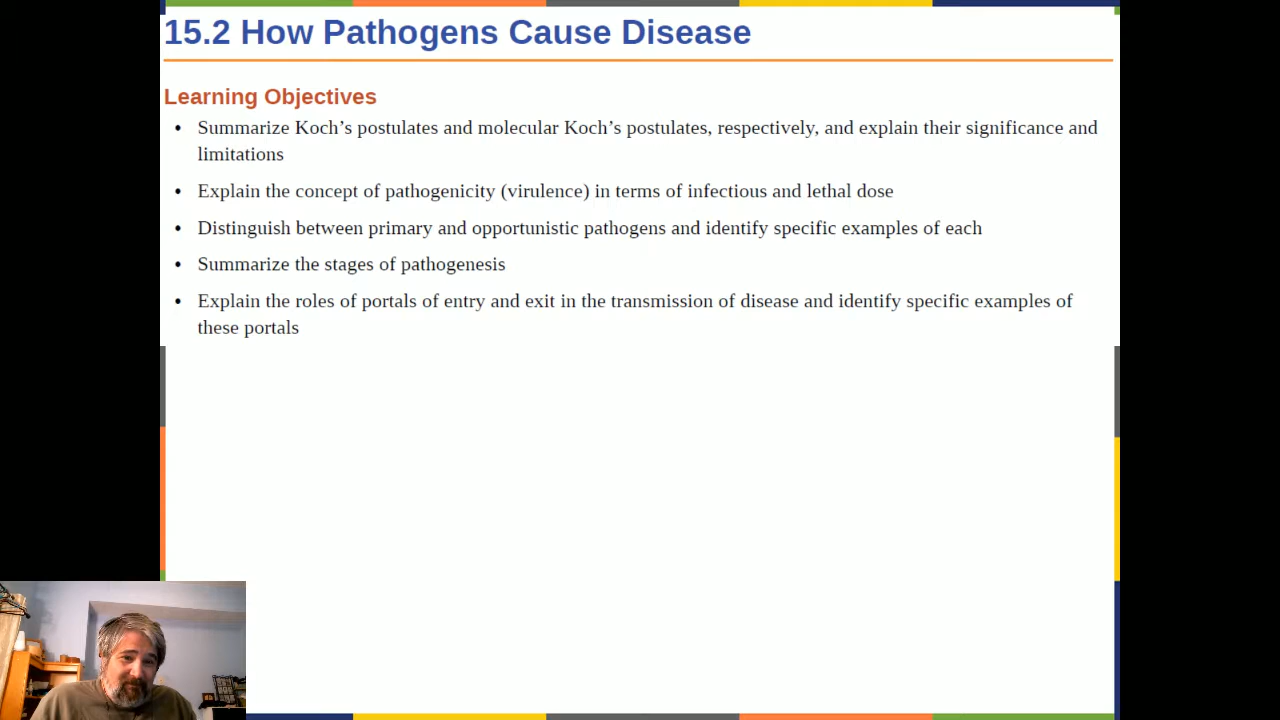 15.2 How Pathogens Cause Disease
Learning Objectives
• Summarize Koch’s postulates and molecular Koch’s postulates, respectively, and explain their significance and
limitations
• Explain the concept of pathogenicity (virulence) in terms of infectious and lethal dose
• Distinguish between primary and opportunistic pathogens and identify specific examples of each
• Summarize the stages of pathogenesis
• Explain the roles of portals of entry and exit in the transmission of disease and identify specific examples of
these portals